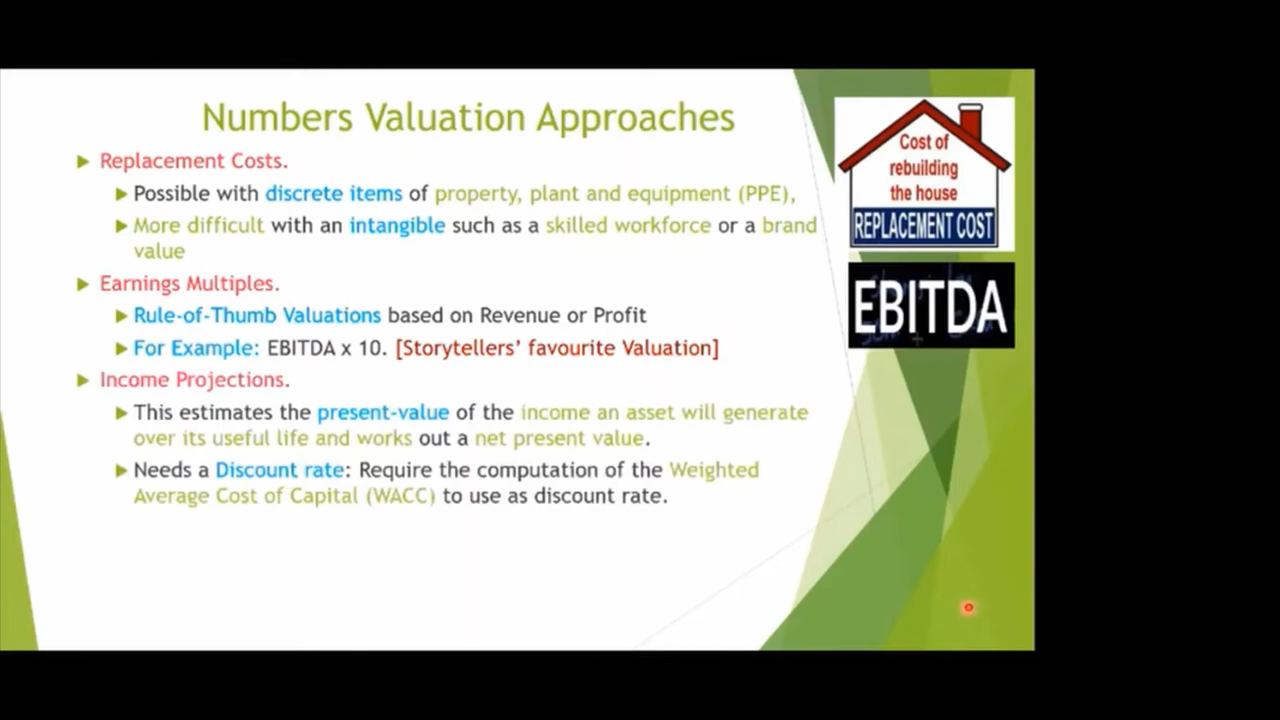 Numbers Valuation Approaches
Replacement Costs.
Possible with discrete items of property, plant and equipment (PPE),
More difficult with an intangible such as a skilled workforce or a brand
value
Earnings Multiples.
Rule-of-Thumb Valuations based on Revenue or Profit
For Example: EBITDA x 10. [Storytellers’ favourite Valuation]
Income Projections.
This estimates the present-value of the income an asset will generate
over its useful life and works out a net present value.
Needs a Discount rate: Require the computation of the Weighted
Average Cost of Capital (WACC) to use as discount rate.
Cost of
rebuilding
the house
REPLACEMENT COST
EBITDA